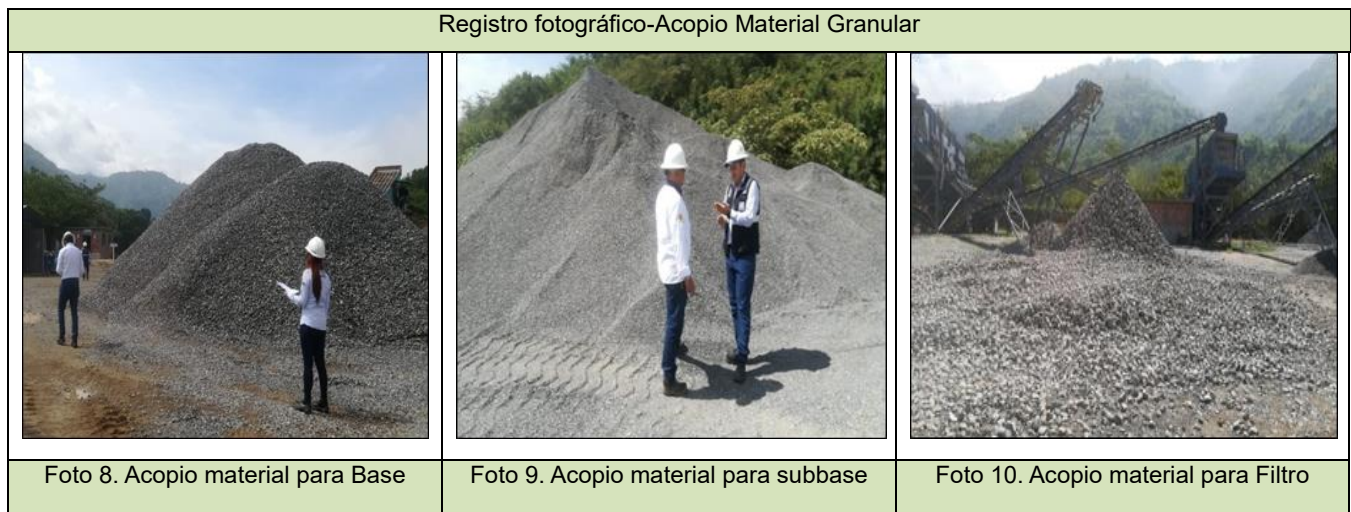 Registro fotográfico-Acopio Material Granular
Foto 8. Acopio material para Base
Foto 9. Acopio material para subbase
Foto 10. Acopio material para Filtro